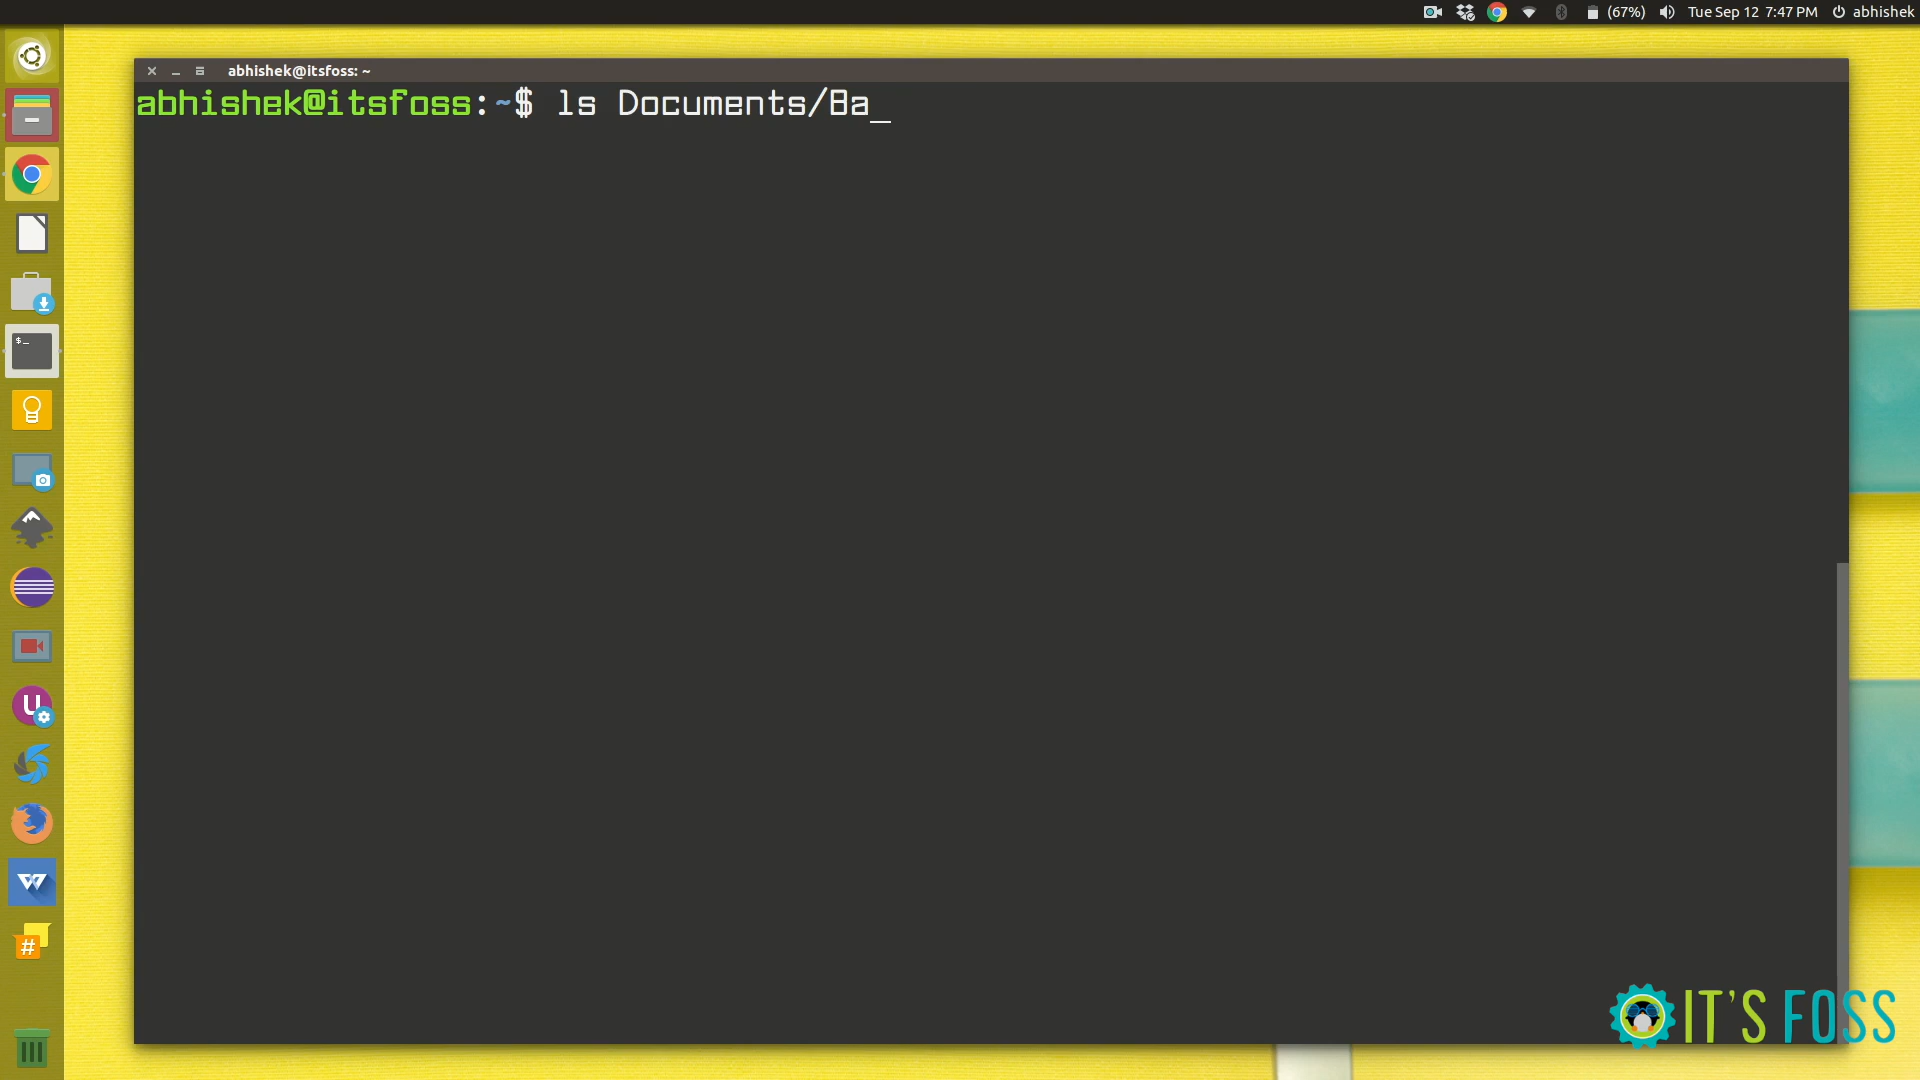 (67%) Tue Sep 12 7:47 PM abhishek
abhishek@itsfoss: ~
abhishek@itsfoss:~$ ls Documents/Ba_
$_
U
W
#
IT'S FOSS